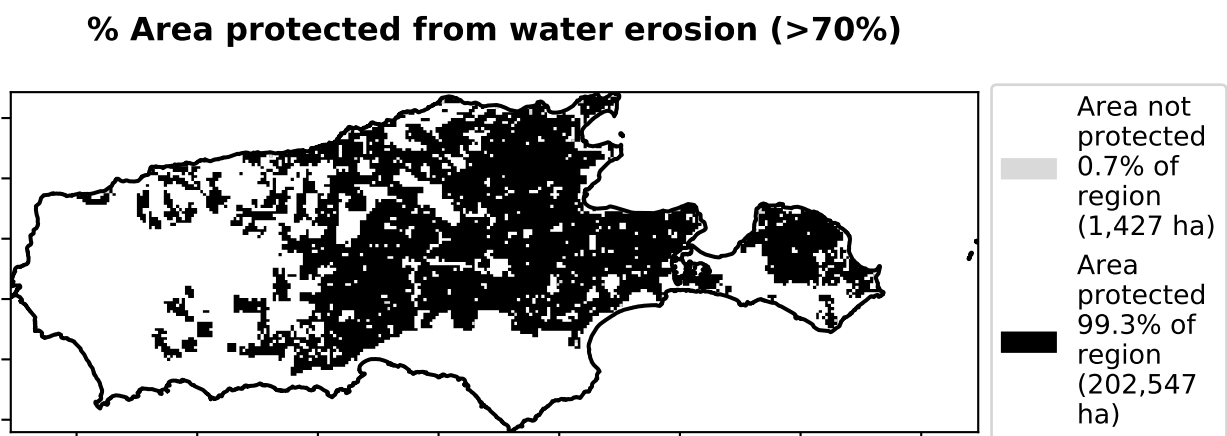 % Area protected from water erosion (>70%)
Area not
protected
0.7% of
region
(1,427 ha)
Area
protected
99.3% of
region
(202,547
ha)